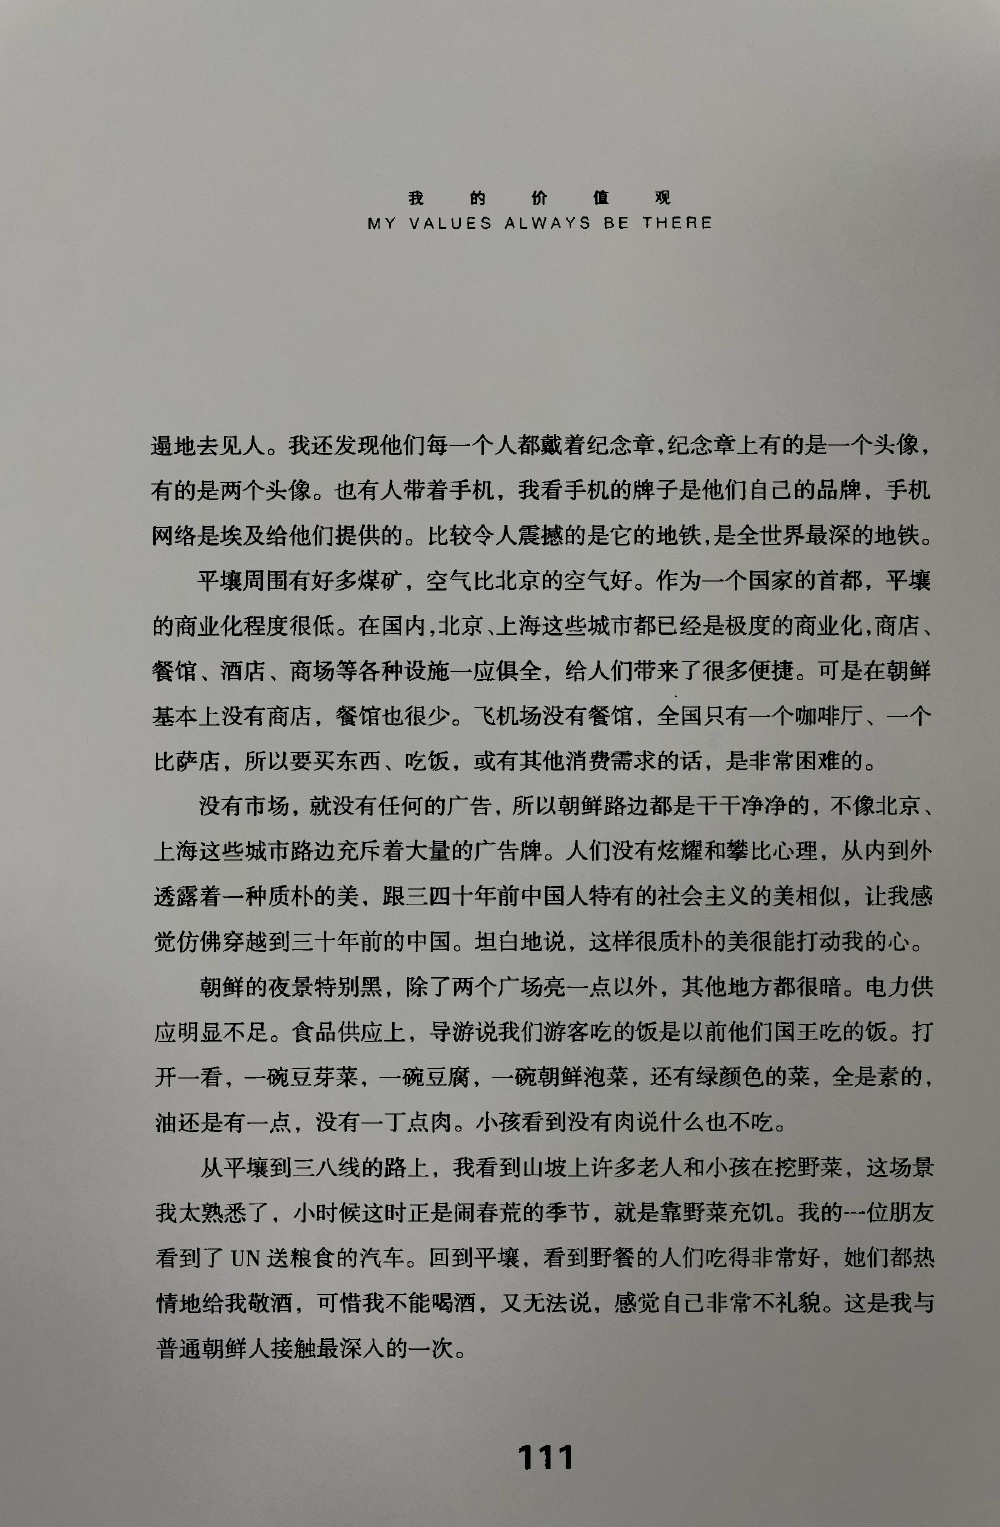 我的价值观
MY VALUES ALWAYS BE THERE
遢地去见人。我还发现他们每一个人都戴着纪念章,纪念章上有的是一个头像，
有的是两个头像。也有人带着手机，我看手机的牌子是他们自己的品牌，手机
网络是埃及给他们提供的。比较令人震撼的是它的地铁,是全世界最深的地铁。
平壤周围有好多煤矿，空气比北京的空气好。作为一个国家的首都，平壤
的商业化程度很低。在国内,北京、上海这些城市都已经是极度的商业化,商店、
餐馆、酒店、商场等各种设施一应俱全，给人们带来了很多便捷。可是在朝鲜
基本上没有商店，餐馆也很少。飞机场没有餐馆，全国只有一个咖啡厅、一个
比萨店，所以要买东西、吃饭，或有其他消费需求的话，是非常困难的。
没有市场，就没有任何的广告，所以朝鲜路边都是干干净净的，不像北京、
上海这些城市路边充斥着大量的广告牌。人们没有炫耀和攀比心理，从内到外
透露着一种质朴的美，跟三四十年前中国人特有的社会主义的美相似，让我感
觉仿佛穿越到三十年前的中国。坦白地说，这样很质朴的美很能打动我的心。
朝鲜的夜景特别黑，除了两个广场亮一点以外，其他地方都很暗。电力供
应明显不足。食品供应上，导游说我们游客吃的饭是以前他们国王吃的饭。打
开一看，一碗豆芽菜，一碗豆腐，一碗朝鲜泡菜，还有绿颜色的菜，全是素的，
油还是有一点，没有一丁点肉。小孩看到没有肉说什么也不吃。
从平壤到三八线的路上，我看到山坡上许多老人和小孩在挖野菜，这场景
我太熟悉了，小时候这时正是闹春荒的季节，就是靠野菜充饥。我的一位朋友
看到了 UN 送粮食的汽车。回到平壤，看到野餐的人们吃得非常好，她们都热
情地给我敬酒，可惜我不能喝酒，又无法说，感觉自己非常不礼貌。这是我与
普通朝鲜人接触最深入的一次。
111